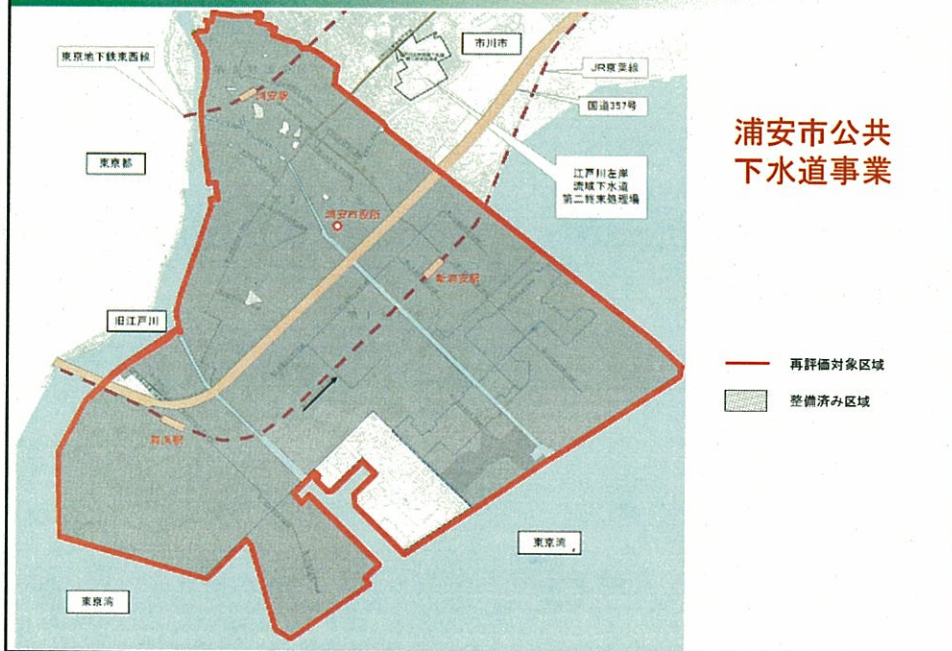 東京地下鉄東西線
市川市
JR京葉線
国道357号
浦安駅
東京都
江戸川左岸
流域下水道
第二終末処理場
浦安市公共
下水道事業
浦安市役所
新浦安駅
旧江戸川
再評価対象区域
整備済み区域
舞浜駅
東京湾
東京湾